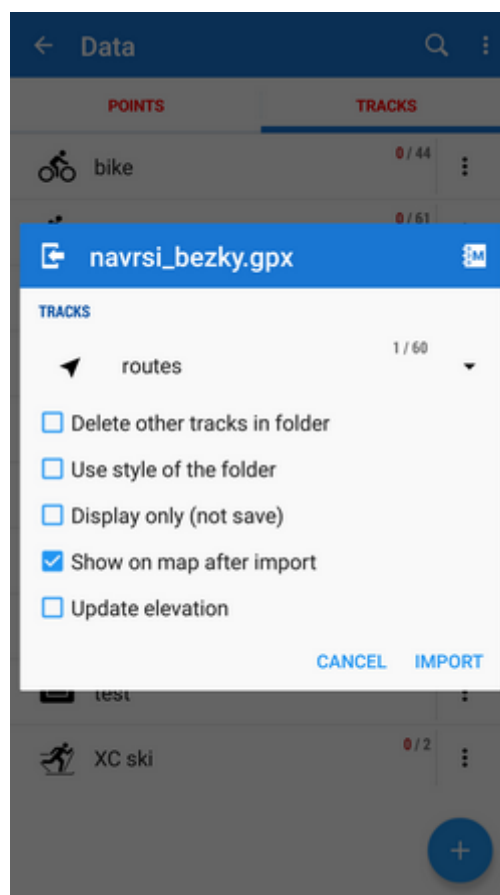 Data
POINTS TRACKS
bike 0 / 44
0 / 61
navrsi_bezky.gpx M
TRACKS
routes 1 / 60
Delete other tracks in folder
Use style of the folder
Display only (not save)
Show on map after import
Update elevation
CANCEL IMPORT
test
XC ski 0 / 2